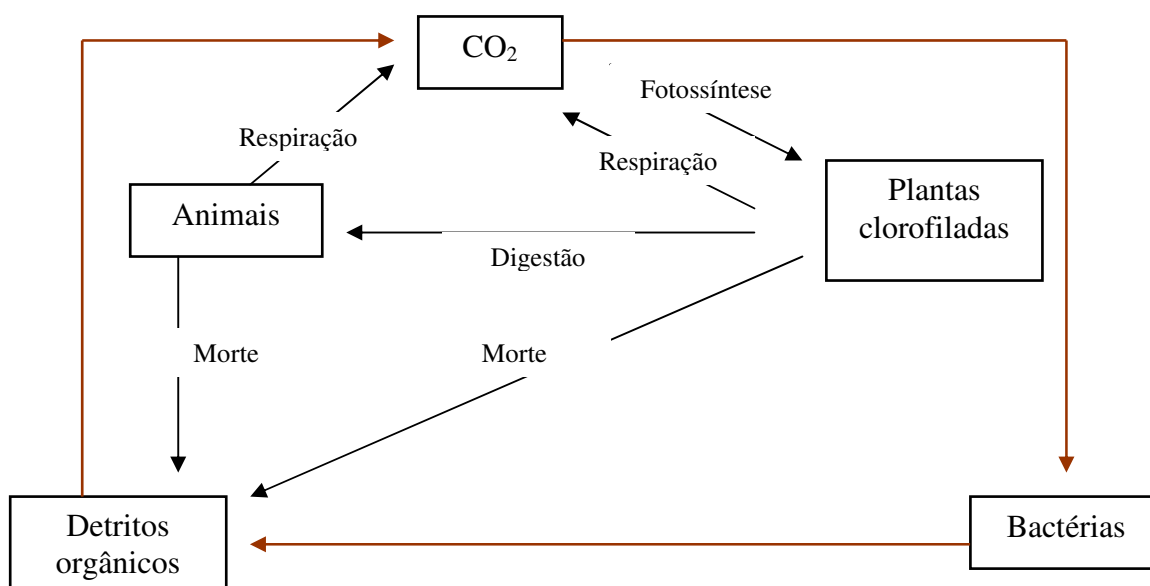 CO₂
Fotossíntese
Respiração
Respiração
Plantas
clorofiladas
Animais
Digestão
Morte
Morte
Detritos
orgânicos
Bactérias